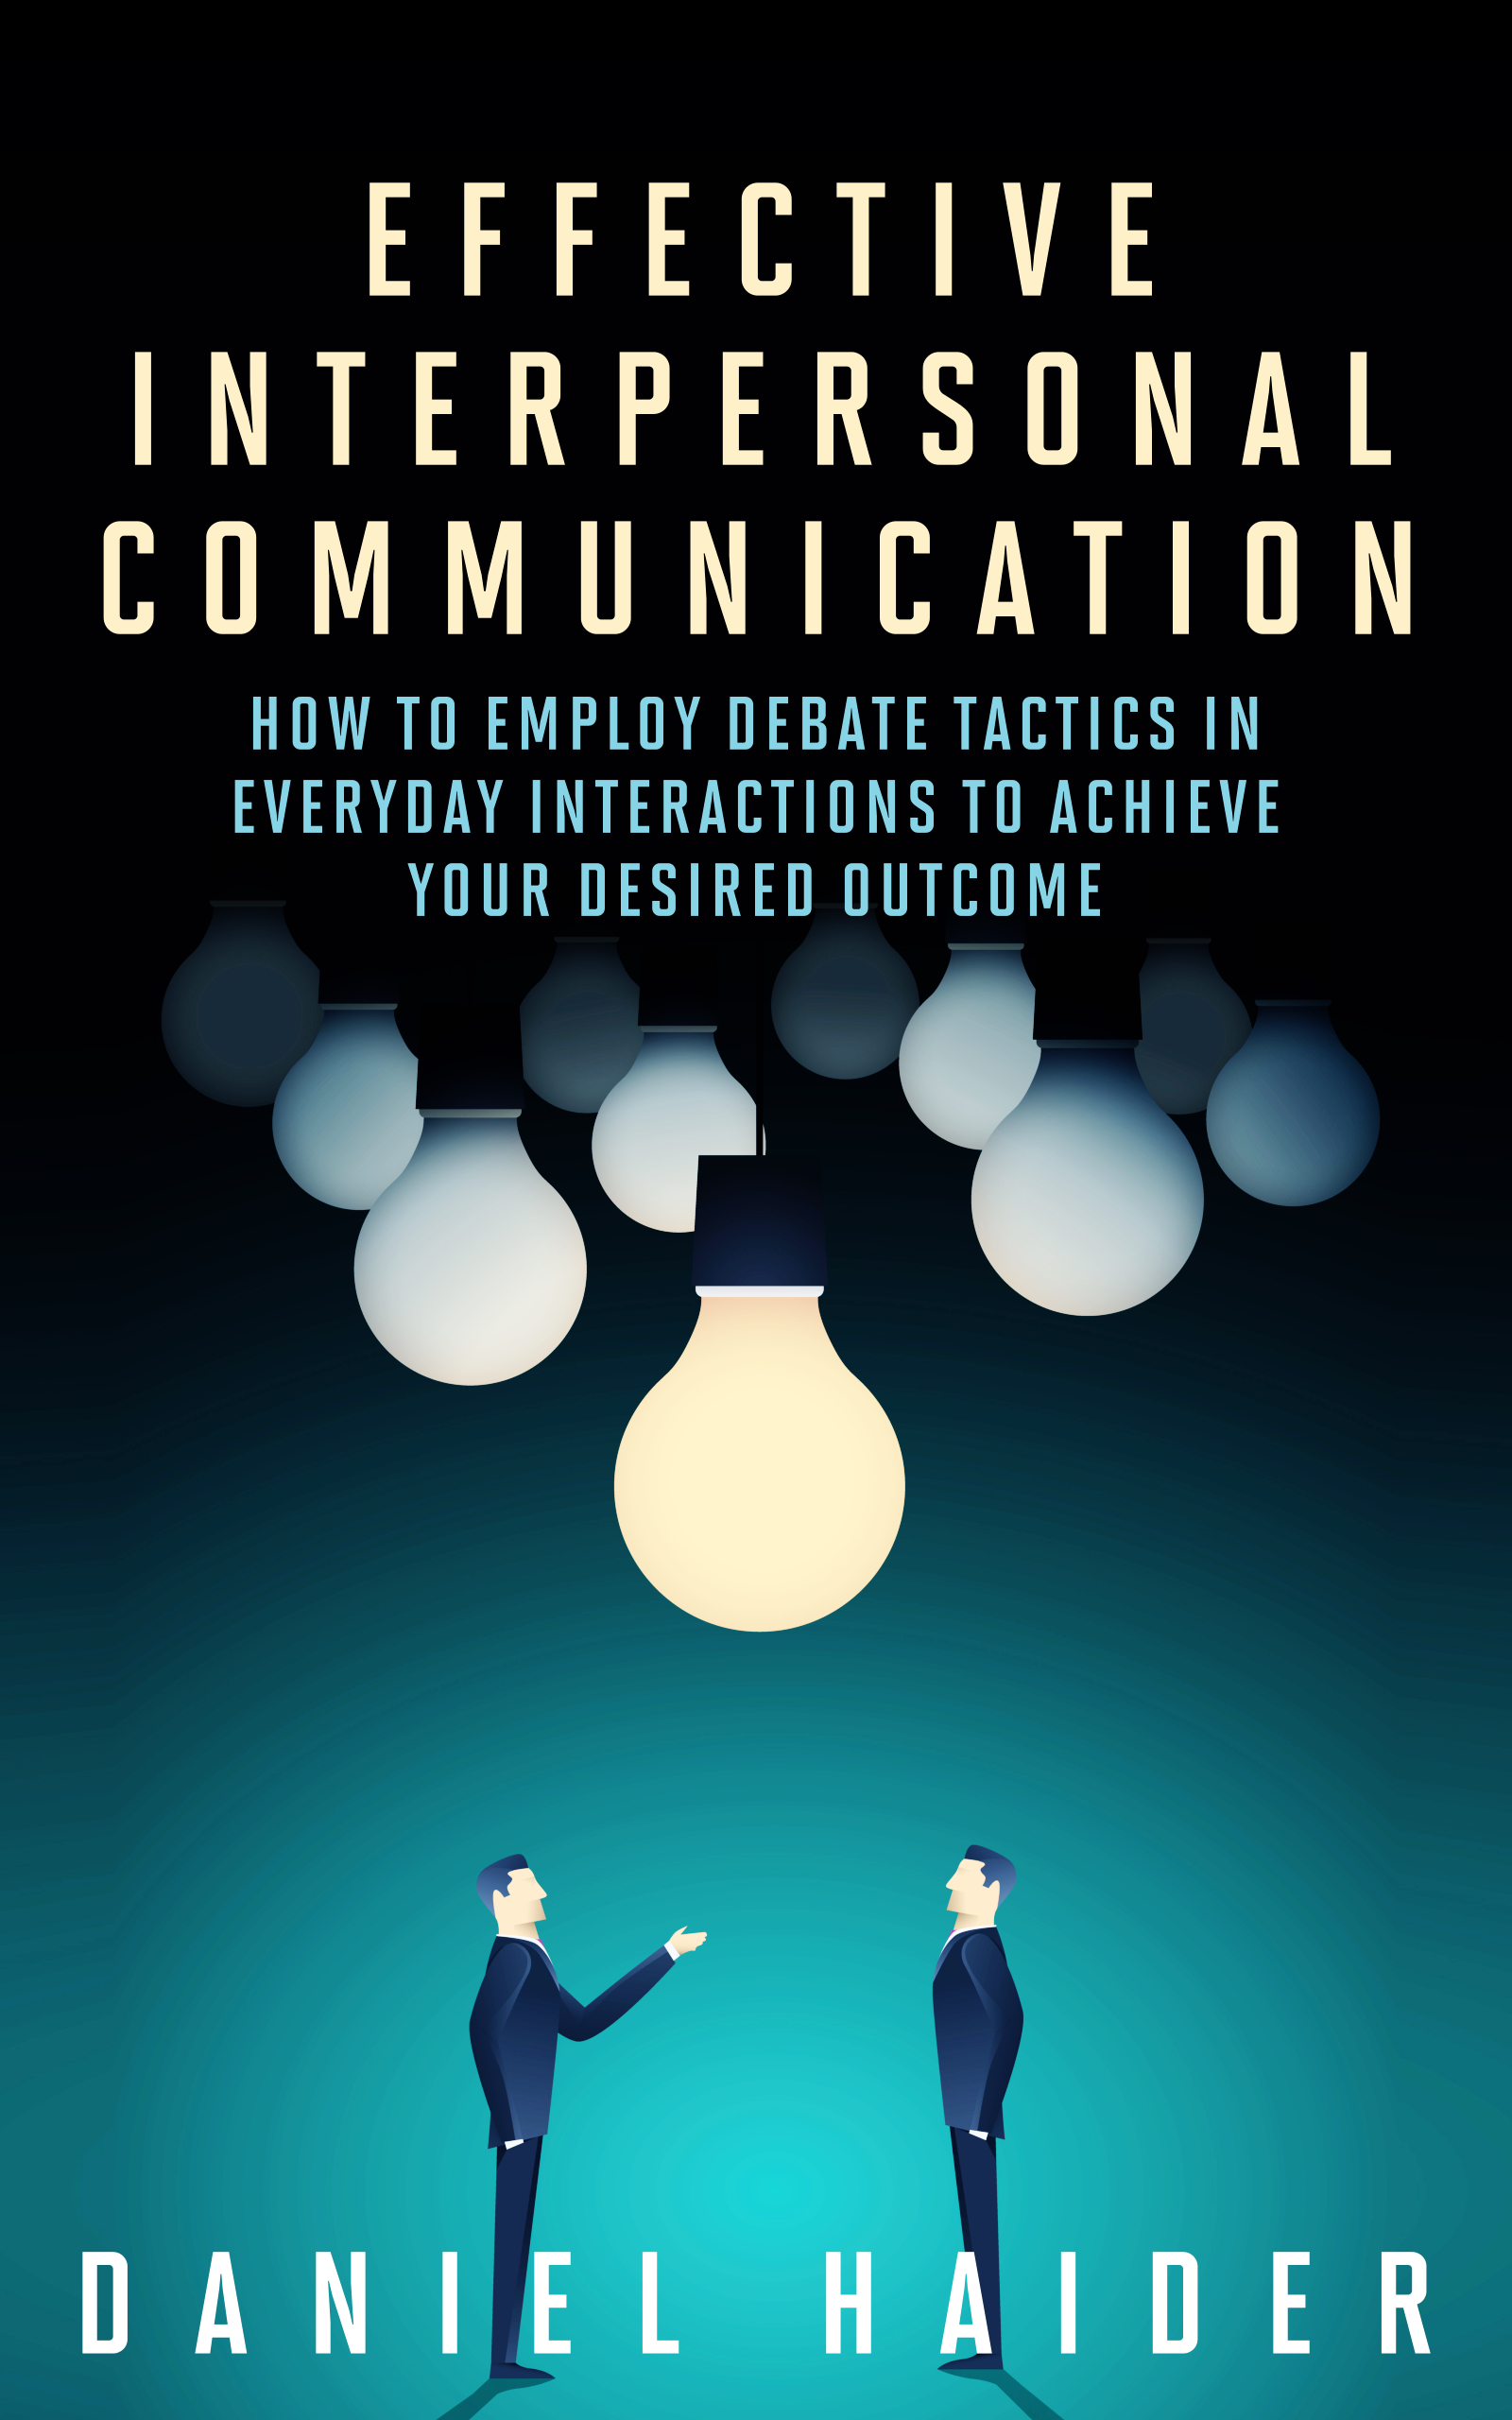 EFFECTIVE
INTERPERSONAL
COMMUNICATION
HOW TO EMPLOY DEBATE TACTICS IN
EVERYDAY INTERACTIONS TO ACHIEVE
YOUR DESIRED OUTCOME
DANIEL HAIDER